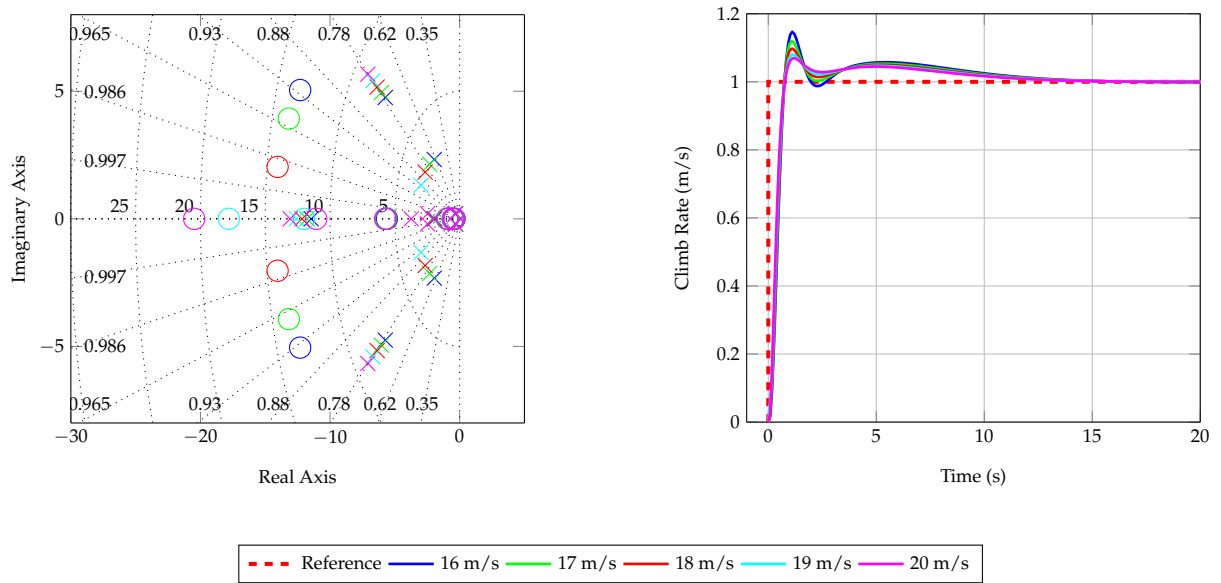 0.965 0.93 0.88 0.78 0.62 0.35
0.986
0.997
25 20 15 10 5
0.997
0.986
0.965 0.93 0.88 0.78 0.62 0.35
5
0
−5
−30 −20 −10 0
Imaginary Axis
Real Axis
1.2
1
0.8
0.6
0.4
0.2
0
0 5 10 15 20
Climb Rate (m/s)
Time (s)
Reference 16 m/s 17 m/s 18 m/s 19 m/s 20 m/s